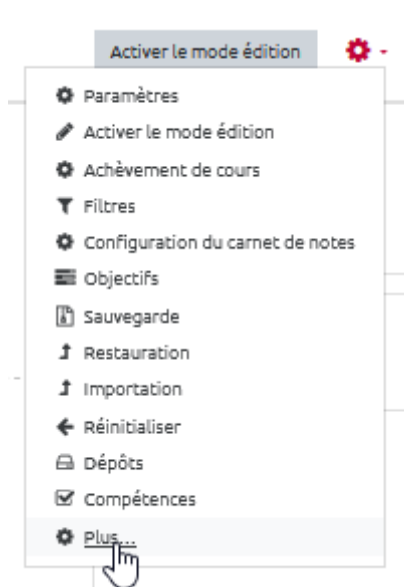 Activer le mode édition
Paramètres
Activer le mode édition
Achèvement de cours
Filtres
Configuration du carnet de notes
Objectifs
Sauvegarde
Restauration
Importation
Réinitialiser
Dépôts
Compétences
Plus...